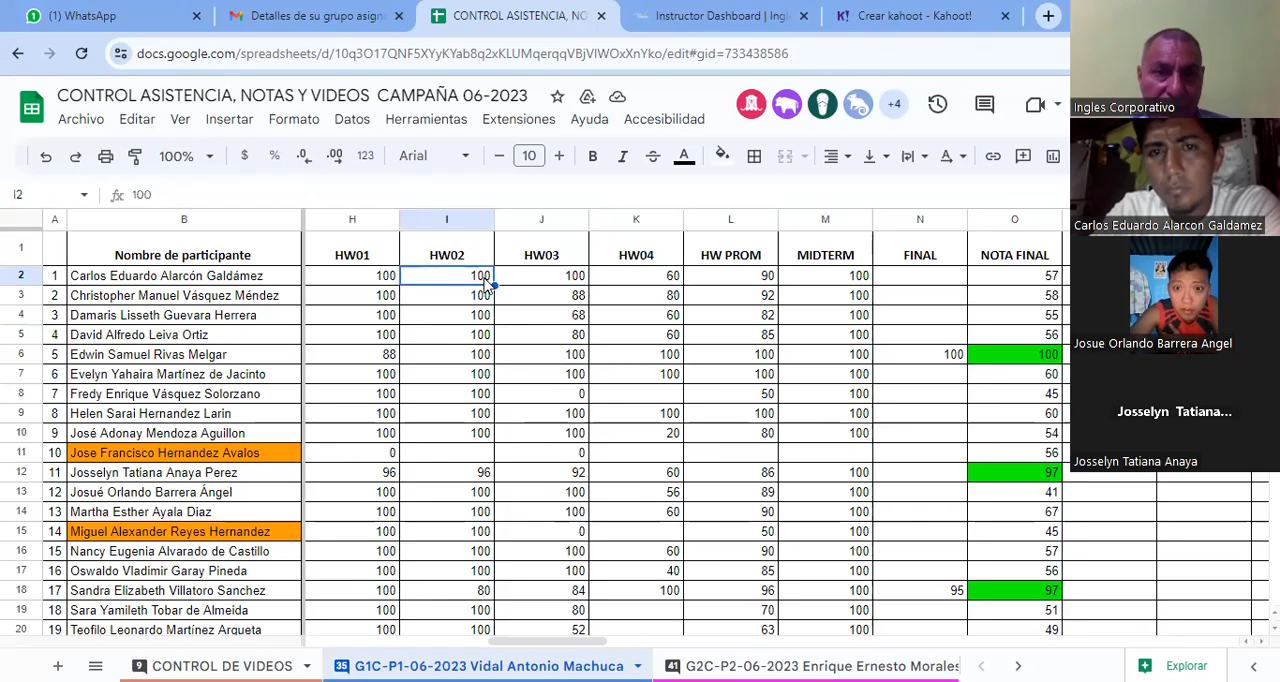 (1) WhatsApp
Detalles de su grupo asigna
CONTROL ASISTENCIA, NO
Instructor Dashboard | Ingl
Crear kahoot - Kahoot!
docs.google.com/spreadsheets/d/10q3O17QNF5XYyKYab8q2xKLUMqerqqVBjVlWOxXnYko/edit#gid=733438586
CONTROL ASISTENCIA, NOTAS Y VIDEOS. CAMPAÑA 06-2023
+4
Archivo Editar Ver Insertar Formato Datos Herramientas Extensiones Ayuda Accesibilidad
100% $ % .0 .00 123 Arial 10 B I A
I2 fx 100
A B H I J K L M N O
1 Nombre de participante HW01 HW02 HW03 HW04 HW PROM MIDTERM FINAL NOTA FINAL
2 1 Carlos Eduardo Alarcón Galdámez 100 100 100 60 90 100 57
3 2 Christopher Manuel Vásquez Méndez 100 100 88 80 92 100 58
4 3 Damaris Lisseth Guevara Herrera 100 100 68 60 82 100 55
5 4 David Alfredo Leiva Ortiz 100 100 80 60 85 100 56
6 5 Edwin Samuel Rivas Melgar 88 100 100 100 100 100 100 100
7 6 Evelyn Yahaira Martínez de Jacinto 100 100 100 100 100 100 60
8 7 Fredy Enrique Vásquez Solorzano 100 100 0 50 100 45
9 8 Helen Sarai Hernandez Larin 100 100 100 100 100 100 60
10 9 José Adonay Mendoza Aguillon 100 100 100 20 80 100 54
11 10 Jose Francisco Hernandez Avalos 0 0 0 56
12 11 Josselyn Tatiana Anaya Perez 96 96 92 60 86 100 97
13 12 Josué Orlando Barrera Ángel 100 100 100 56 89 100 41
14 13 Martha Esther Ayala Diaz 100 100 100 60 90 100 67
15 14 Miguel Alexander Reyes Hernandez 100 100 0 50 100 45
16 15 Nancy Eugenia Alvarado de Castillo 100 100 100 60 90 100 57
17 16 Oswaldo Vladimir Garay Pineda 100 100 100 40 85 100 56
18 17 Sandra Elizabeth Villatoro Sanchez 100 80 84 100 96 100 95 97
19 18 Sara Yamileth Tobar de Almeida 100 100 80 70 100 51
20 19 Teofilo Leonardo Martínez Arqueta 100 100 52 63 100 49
9 CONTROL DE VIDEOS 35 G1C-P1-06-2023 Vidal Antonio Machuca 41 G2C-P2-06-2023 Enrique Ernesto Morales
Explorar
Ingles Corporativo
Carlos Eduardo Alarcon Galdamez
Josue Orlando Barrera Angel
Josselyn Tatiana...
Josselyn Tatiana Anaya